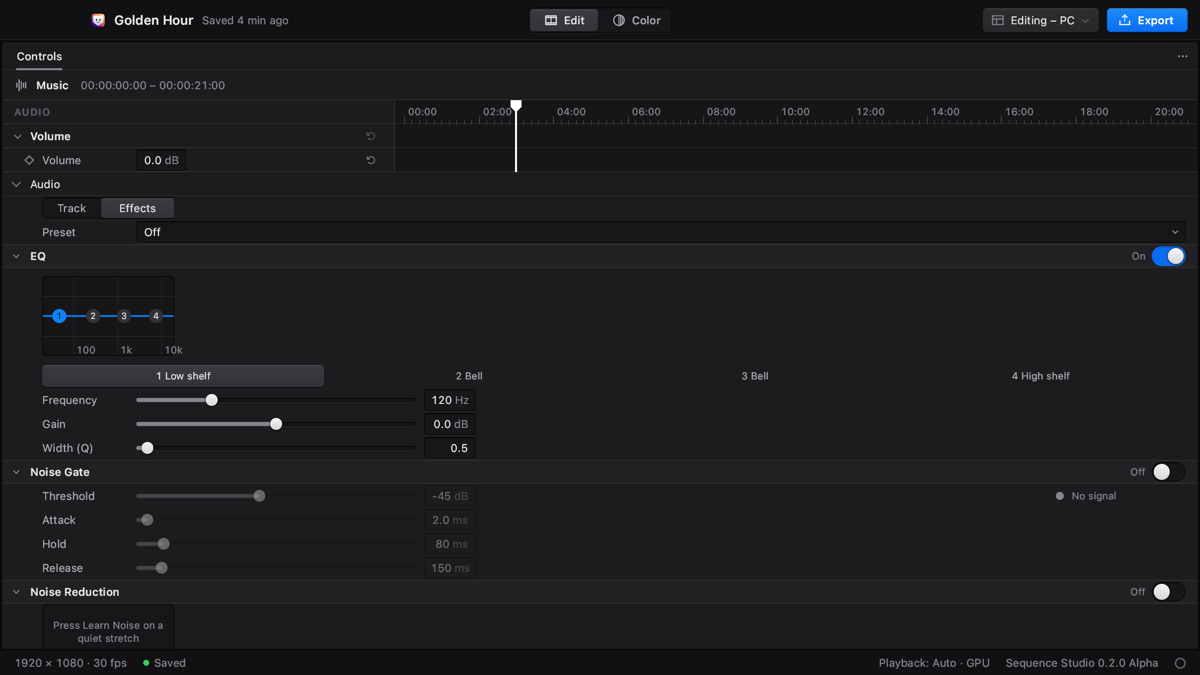 Golden Hour Saved 4 min ago Edit Color Editing – PC Export
Controls
Music 00:00:00:00 – 00:00:21:00
AUDIO 00:00 02:00 04:00 06:00 08:00 10:00 12:00 14:00 16:00 18:00 20:00
Volume
Volume 0.0 dB
Audio
Track Effects
Preset Off
EQ On
1 2 3 4
100 1k 10k
1 Low shelf 2 Bell 3 Bell 4 High shelf
Frequency 120 Hz
Gain 0.0 dB
Width (Q) 0.5
Noise Gate Off
Threshold -45 dB No signal
Attack 2.0 ms
Hold 80 ms
Release 150 ms
Noise Reduction Off
Press Learn Noise on a
quiet stretch
1920 × 1080 · 30 fps Saved Playback: Auto · GPU Sequence Studio 0.2.0 Alpha